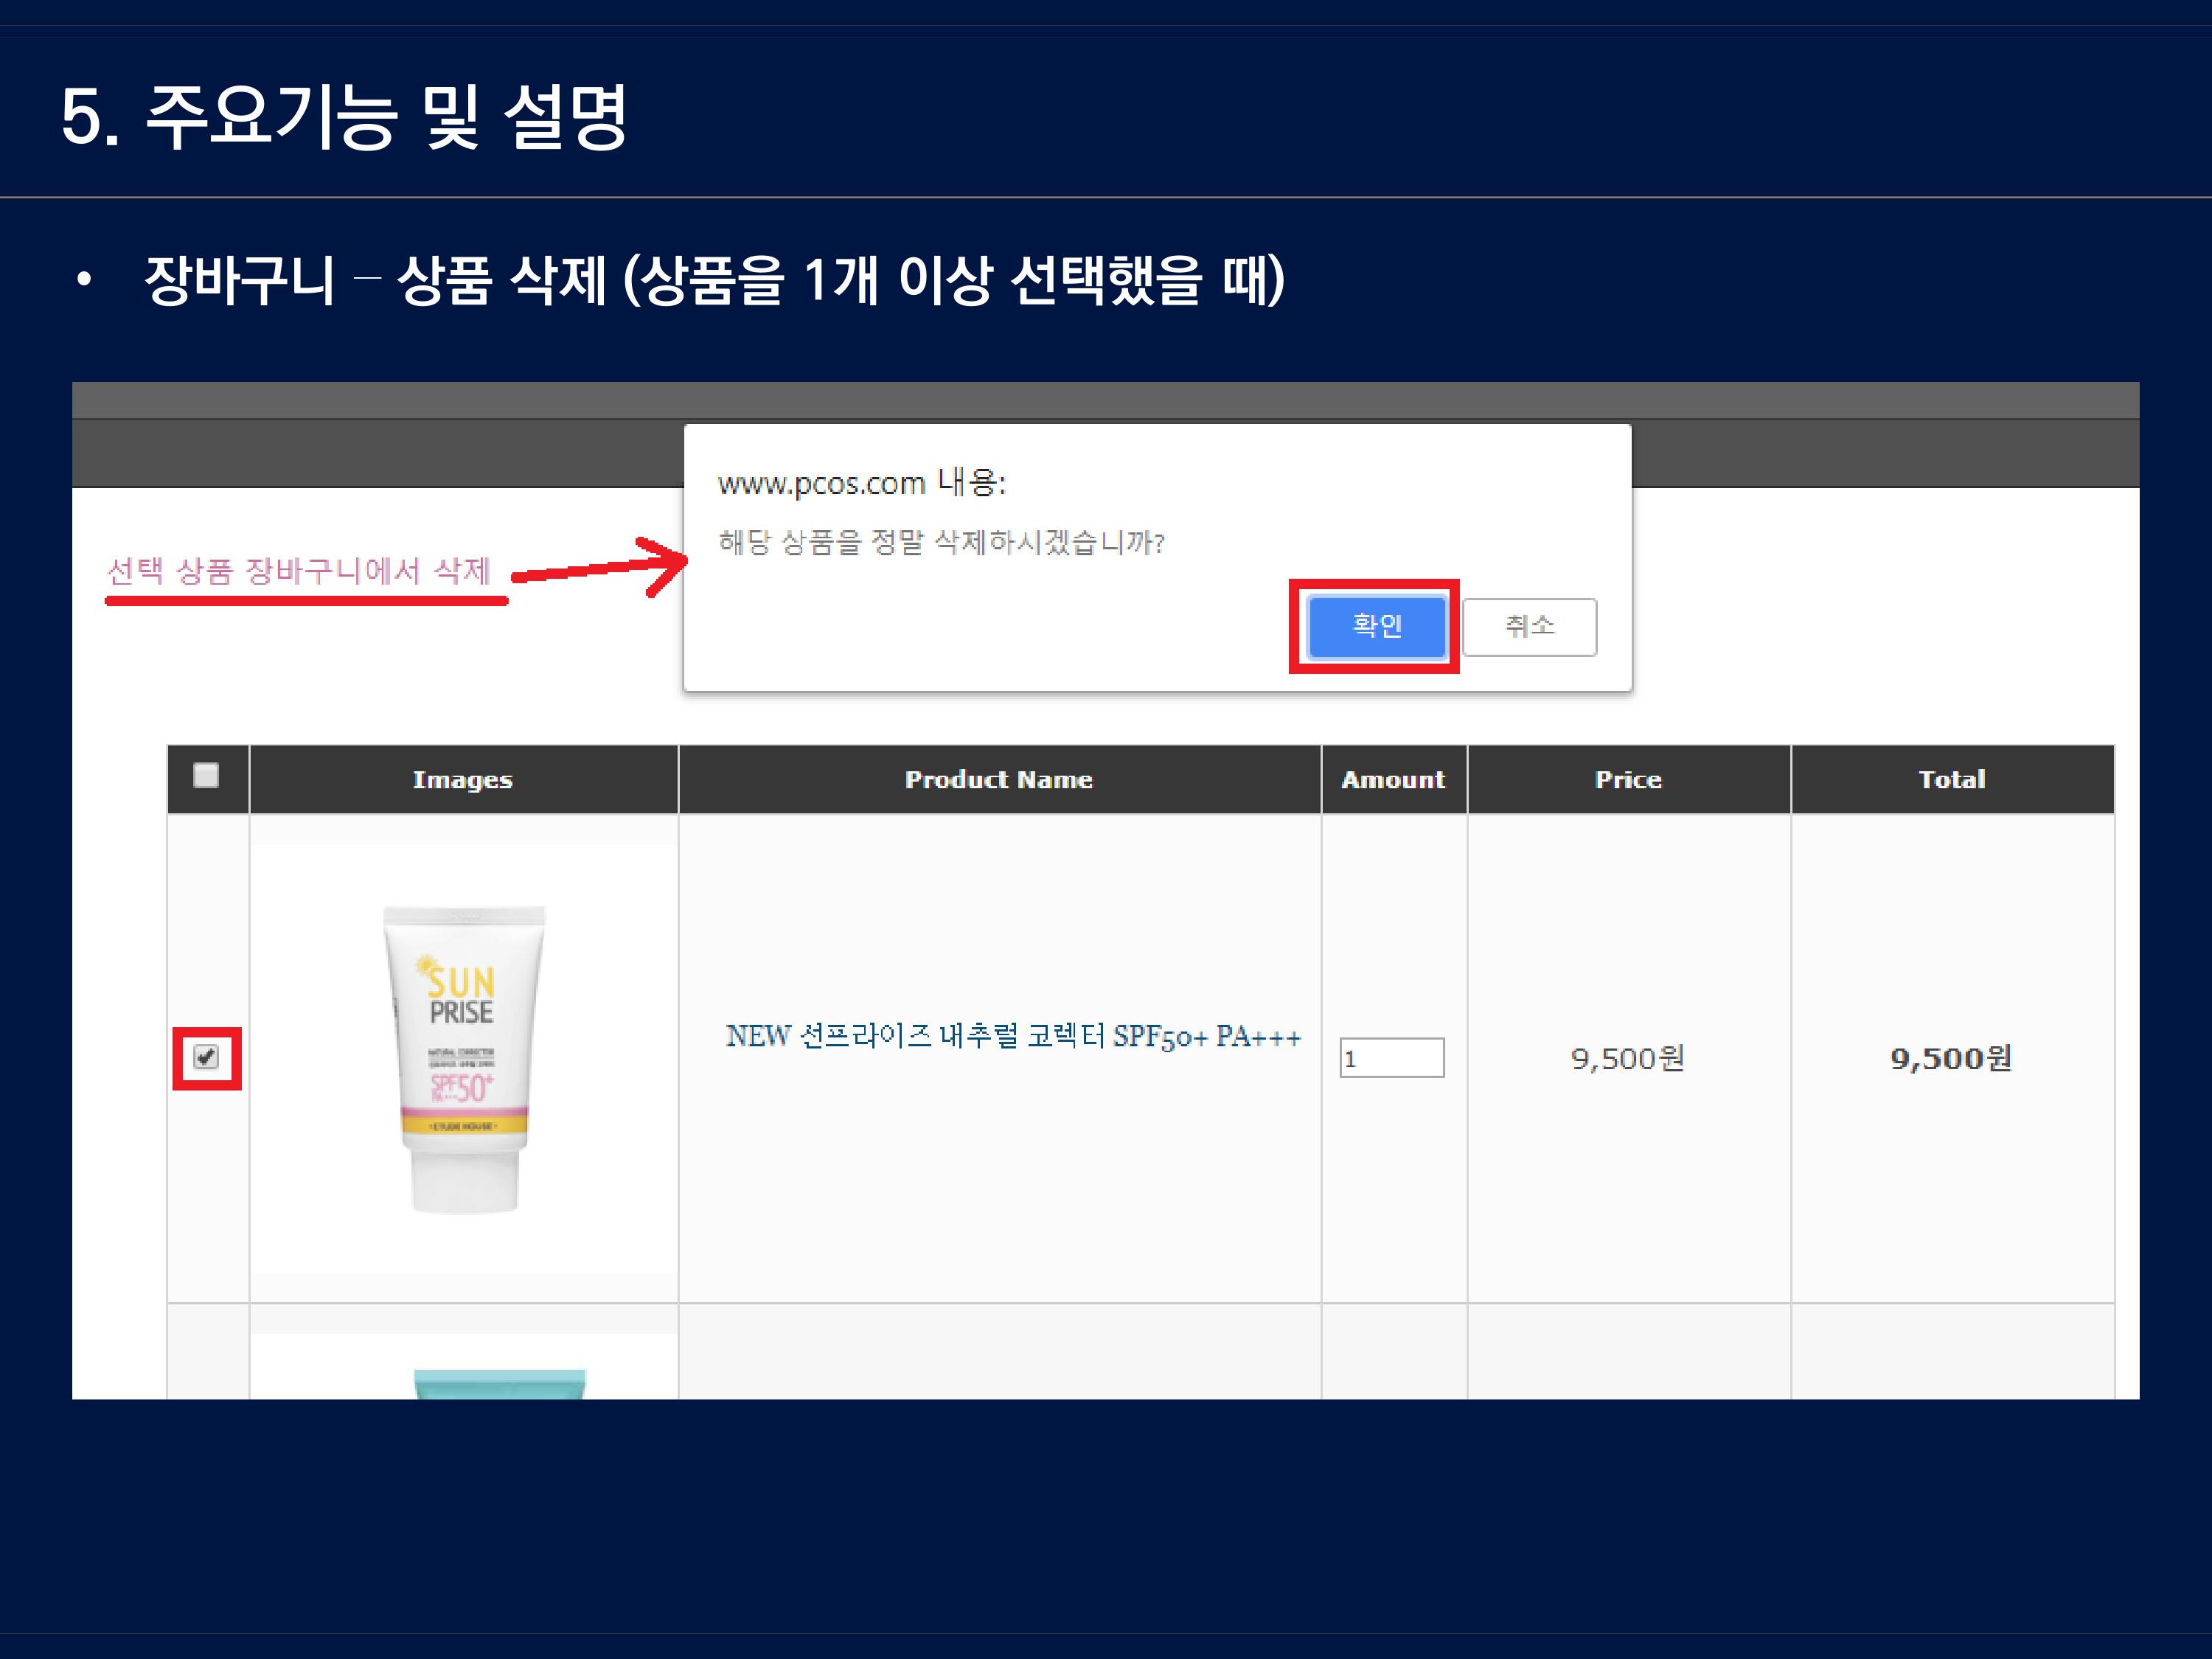 5. 주요기능 및 설명
• 장바구니 – 상품 삭제 (상품을 1개 이상 선택했을 때)
www.pcos.com 내용:
해당 상품을 정말 삭제하시겠습니까?
선택 상품 장바구니에서 삭제
확인 취소
Images Product Name Amount Price Total
SUN
PRISE
NEW 선프라이즈 내추럴 코렉터 SPF50+ PA+++ 1 9,500원 9,500원
SPF50+
PA+++
ETUDE HOUSE